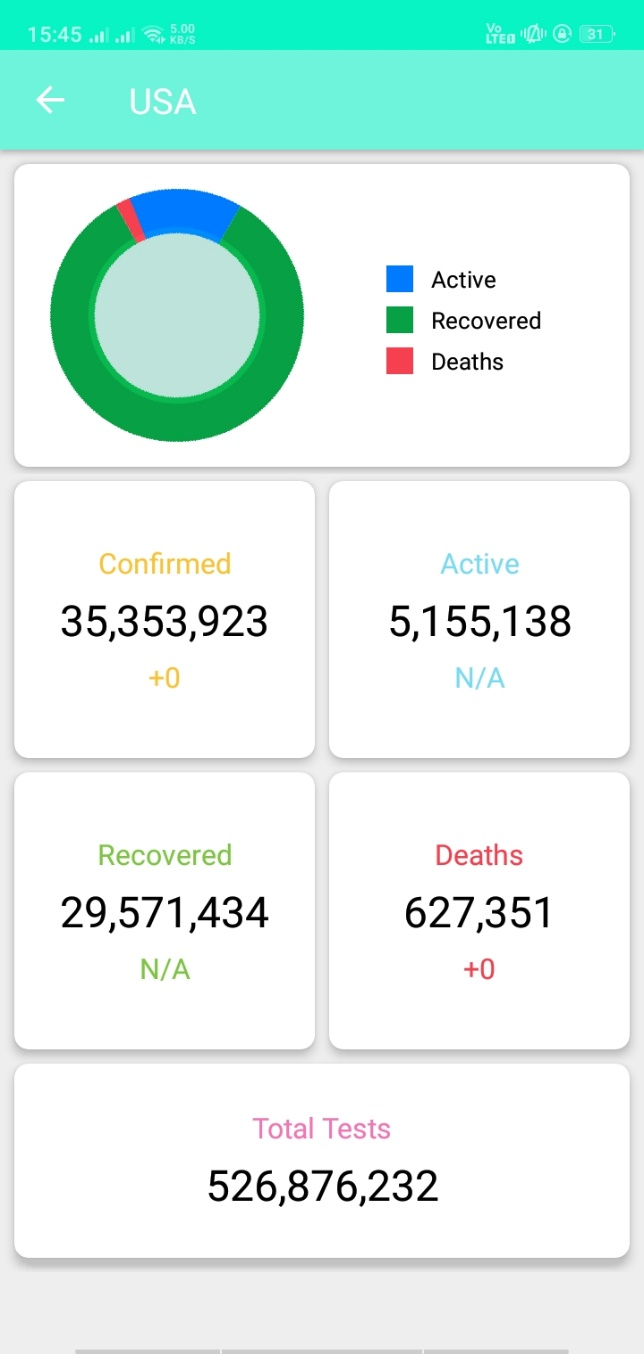 15:45 5.00 KB/S Vo LTE 31
USA
Active
Recovered
Deaths
Confirmed Active
35,353,923 5,155,138
+0 N/A
Recovered Deaths
29,571,434 627,351
N/A +0
Total Tests
526,876,232